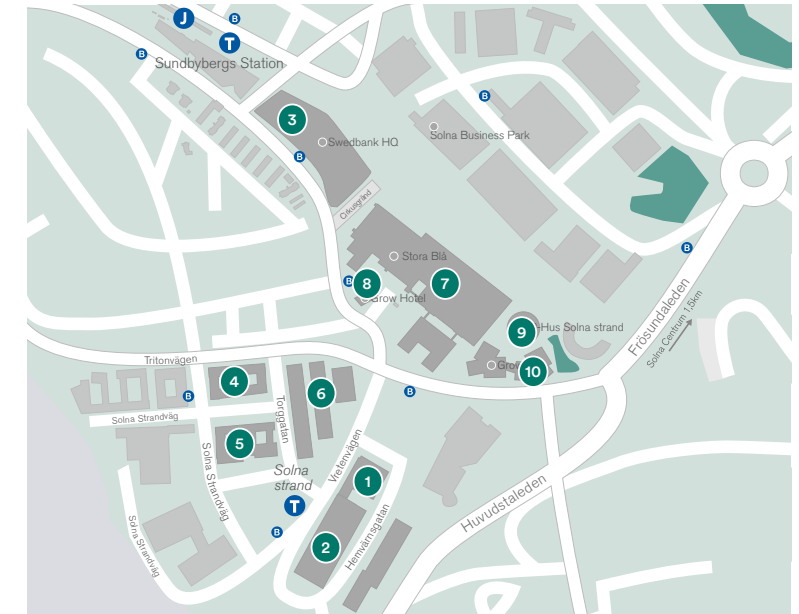 J
B
T
B
Sundbybergs Station
B
3
Solna Business Park
Swedbank HQ
B
Cirkusgränd
B
Stora Blå
8
B
7
Grow Hotel
9
Hus Solna strand
Frösundaleden
Solna Centrum 1,5km
Tritonvägen
Grow
10
4
6
B
B
Solna Strandväg
Torggatan
5
Vretenvägen
Solna Strandväg
Solna
strand
1
T
Huvudstaleden
Solna Strandväg
Hemvärnsgatan
B
2